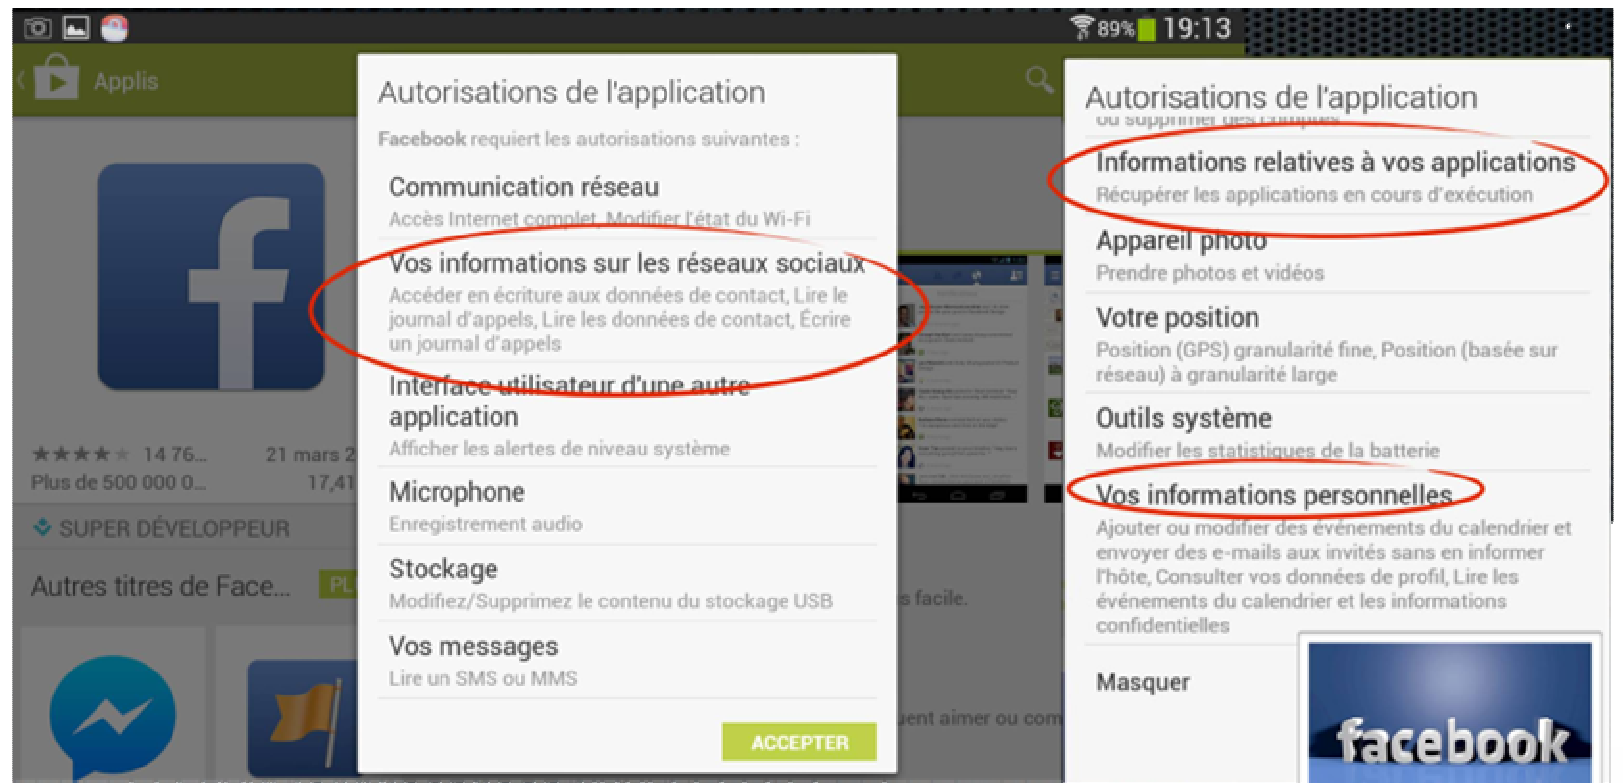 89% 19:13
Applis
Autorisations de l'application
Facebook requiert les autorisations suivantes :
Communication réseau
Accès Internet complet, Modifier l'état du Wi-Fi
Vos informations sur les réseaux sociaux
Accéder en écriture aux données de contact, Lire le
journal d'appels, Lire les données de contact, Écrire
un journal d'appels
Interface utilisateur d'une autre
application
Afficher les alertes de niveau système
Microphone
Enregistrement audio
Stockage
Modifiez/Supprimez le contenu du stockage USB
Vos messages
Lire un SMS ou MMS
ACCEPTER
14 76... 21 mars 2
Plus de 500 000 0... 17,41
SUPER DÉVELOPPEUR
Autres titres de Face... PL
s facile.
uent aimer ou com
Autorisations de l'application
ou supprimer des comptes
Informations relatives à vos applications
Récupérer les applications en cours d'exécution
Appareil photo
Prendre photos et vidéos
Votre position
Position (GPS) granularité fine, Position (basée sur
réseau) à granularité large
Outils système
Modifier les statistiques de la batterie
Vos informations personnelles
Ajouter ou modifier des événements du calendrier et
envoyer des e-mails aux invités sans en informer
l'hôte, Consulter vos données de profil, Lire les
événements du calendrier et les informations
confidentielles
Masquer
facebook